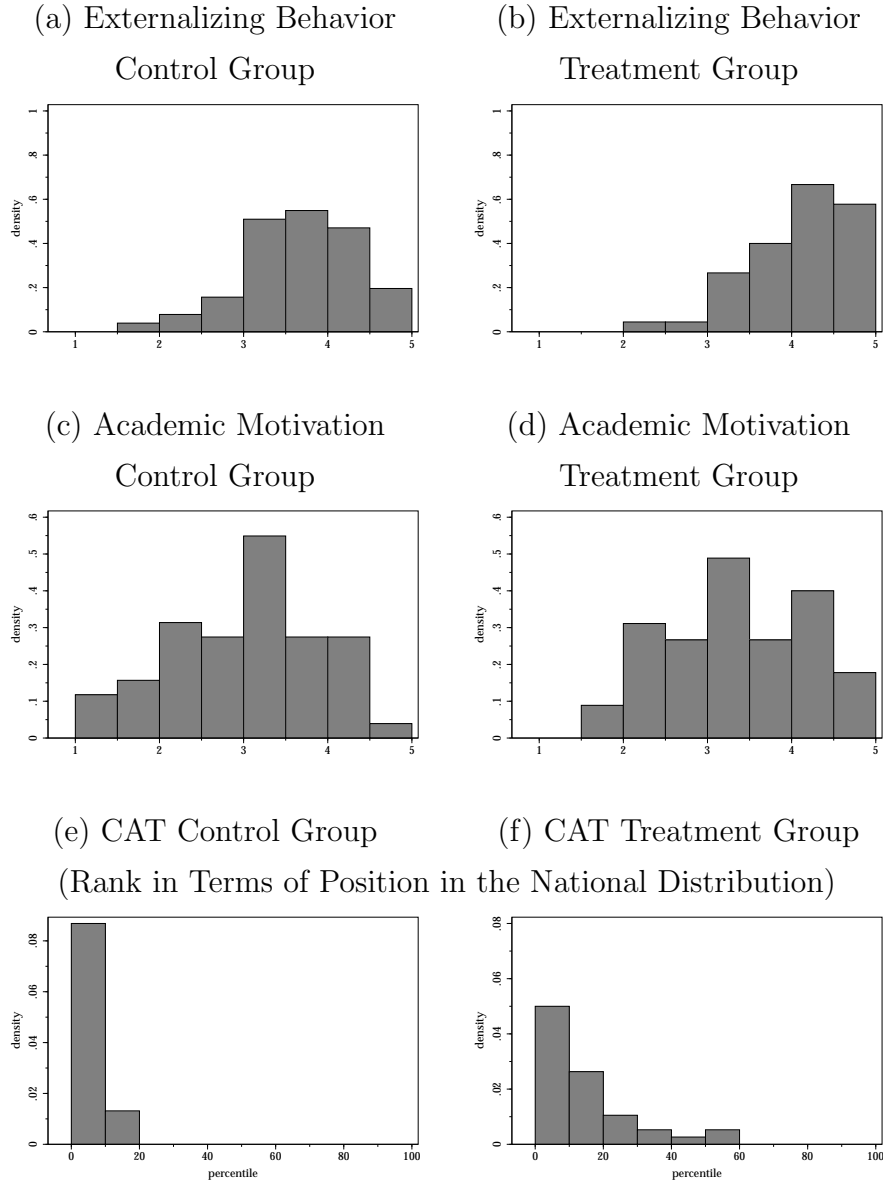 (a) Externalizing Behavior
Control Group
(b) Externalizing Behavior
Treatment Group
density
0 .2 .4 .6 .8 1
1 2 3 4 5
density
0 .2 .4 .6 .8 1
1 2 3 4 5
(c) Academic Motivation
Control Group
(d) Academic Motivation
Treatment Group
density
0 .1 .2 .3 .4 .5 .6
1 2 3 4 5
density
0 .1 .2 .3 .4 .5 .6
1 2 3 4 5
(e) CAT Control Group
(f) CAT Treatment Group
(Rank in Terms of Position in the National Distribution)
density
0 .02 .04 .06 .08
0 20 40 60 80 100
percentile
density
0 .02 .04 .06 .08
0 20 40 60 80 100
percentile